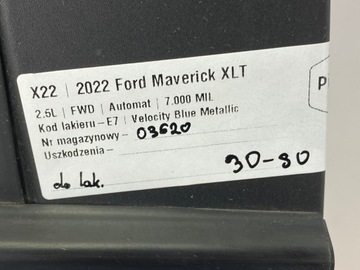 X22 | 2022 Ford Maverick XLT
2.5L | FWD | Automat | 7.000 MIL
Kod lakieru – E7 | Velocity Blue Metallic
Nr magazynowy – 03620
Uszkodzenia –
30-80
do lak.